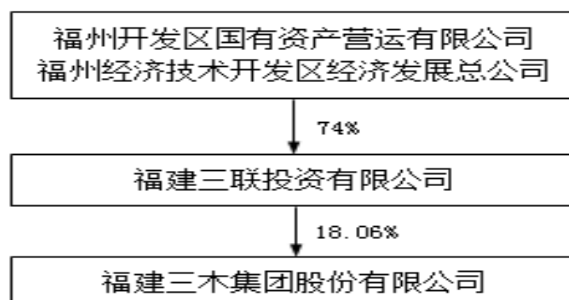 福州开发区国有资产营运有限公司
福州经济技术开发区经济发展总公司
74%
福建三联投资有限公司
18.06%
福建三木集团股份有限公司